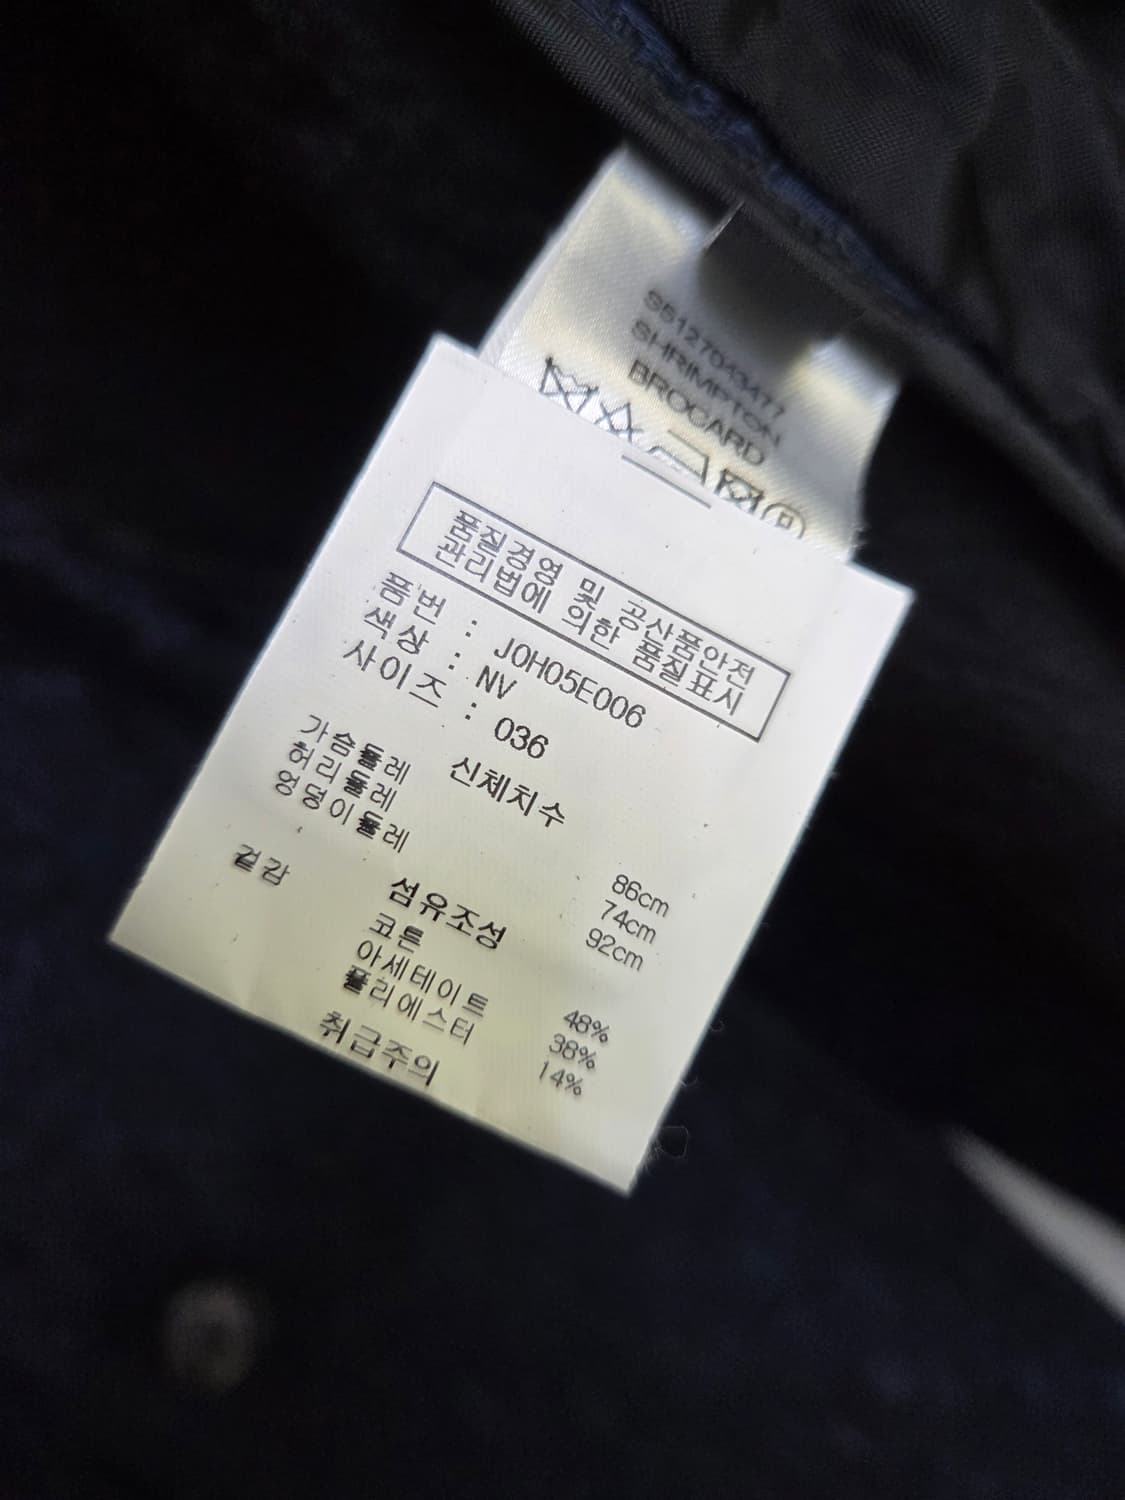 S5127043477
SHRIMPTON
BROCARD
품질경영 및 공산품안전
관리법에 의한 품질표시
품번 : J0H05E006
색상 : NV
사이즈 : 036
신체치수
가슴둘레 86cm
허리둘레 74cm
엉덩이둘레 92cm
섬유조성
겉감 코튼 48%
아세테이트 38%
폴리에스터 14%
취급주의